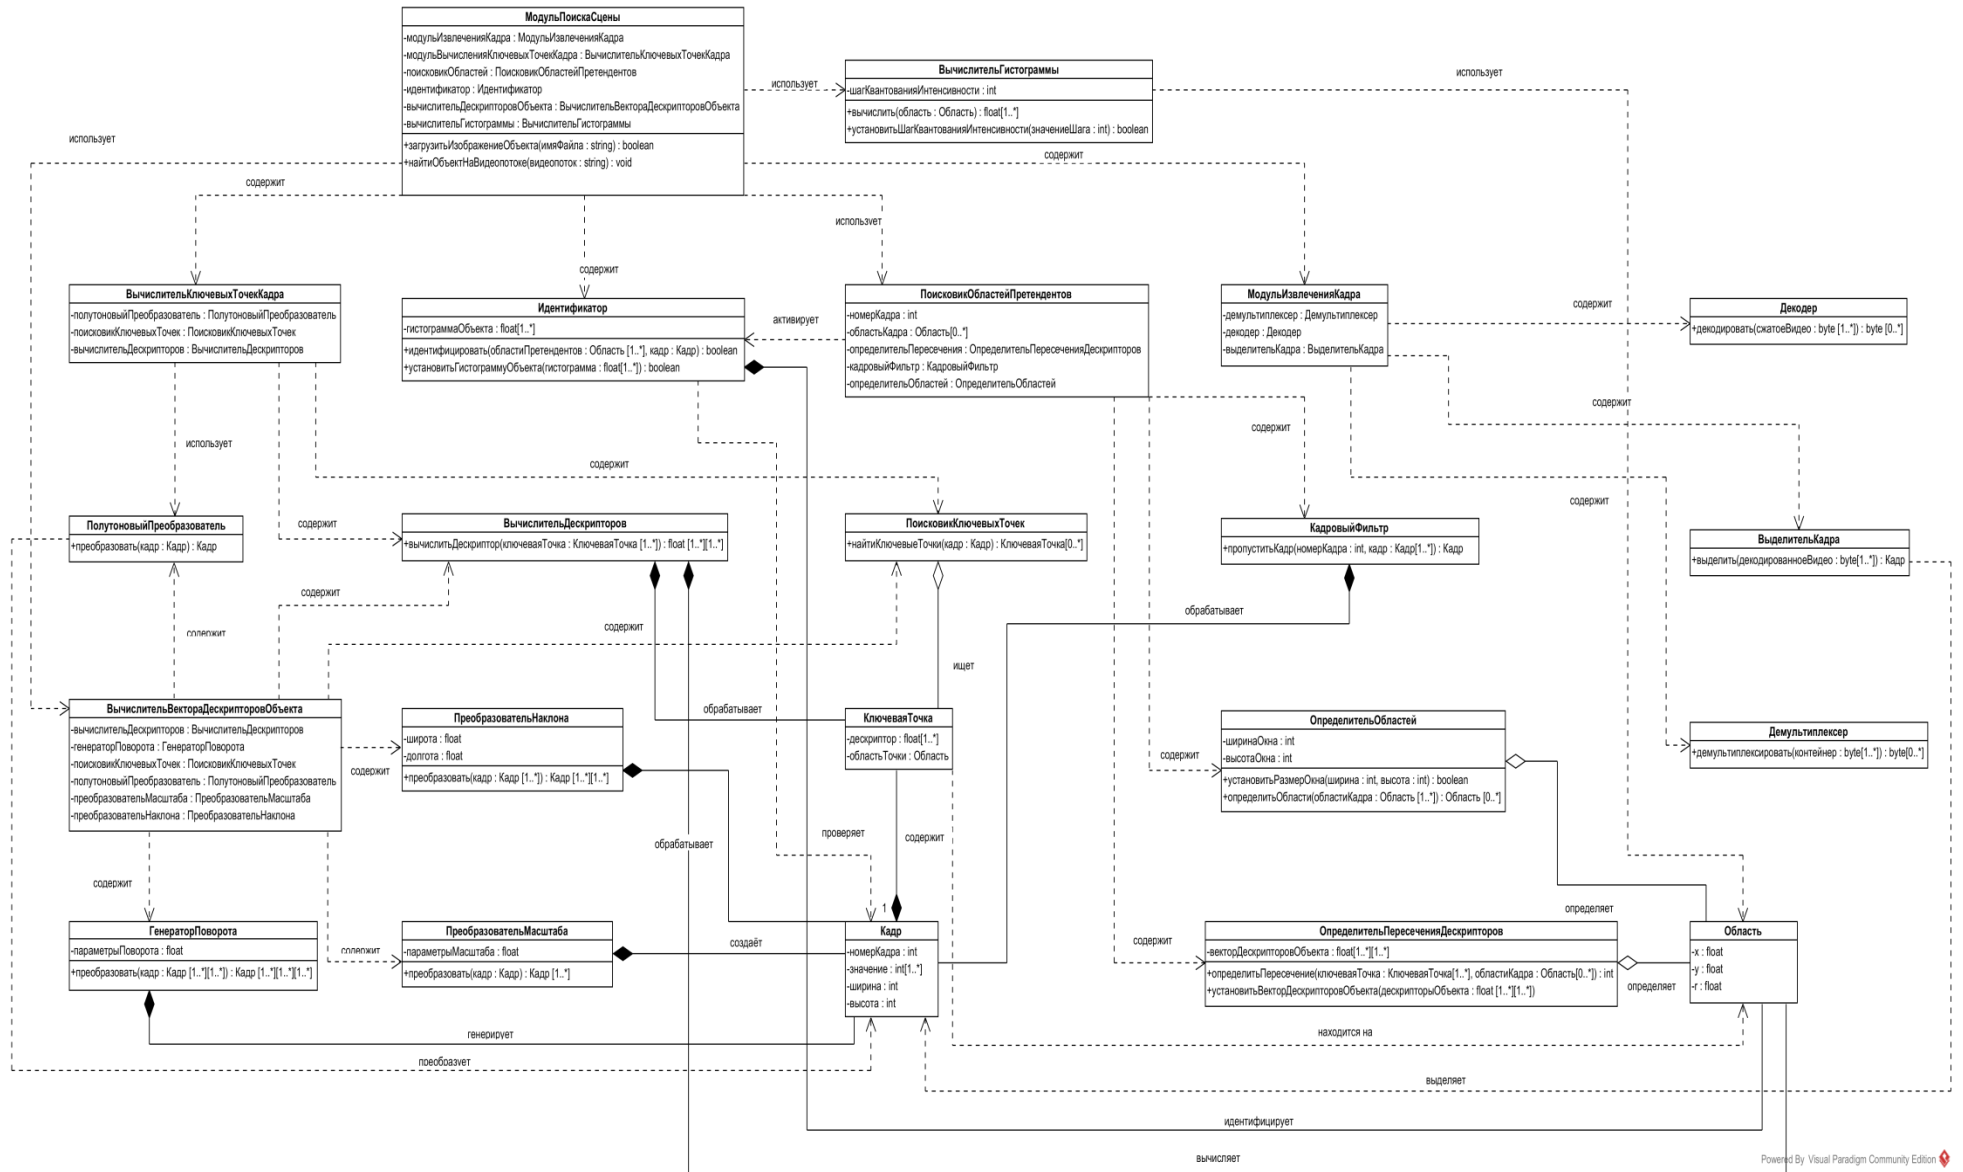 МодульПоискаСцены
-модульИзвлеченияКадра : МодульИзвлеченияКадра
-модульВычисленияКлючевыхТочекКадра : ВычислительКлючевыхТочекКадра
-поисковикОбластей : ПоисковикОбластейПретендентов
-идентификатор : Идентификатор
-вычислительДескрипторовОбъекта : ВычислительВектораДескрипторовОбъекта
-вычислительГистограммы : ВычислительГистограммы
+загрузитьИзображениеОбъекта(имяФайла : string) : boolean
+найтиОбъектНаВидеопотоке(видеопоток : string) : void
использует
ВычислительГистограммы
-шагКвантованияИнтенсивности : int
+вычислить(область : Область) : float[1..*]
+установитьШагКвантованияИнтенсивности(значениеШага : int) : boolean
использует
использует
содержит
содержит
использует
содержит
ВычислительКлючевыхТочекКадра
-полутоновыйПреобразователь : ПолутоновыйПреобразователь
-поисковикКлючевыхТочек : ПоисковикКлючевыхТочек
-вычислительДескрипторов : ВычислительДескрипторов
Идентификатор
-гистограммаОбъекта : float[1..*]
+идентифицировать(областиПретендентов : Область [1..*], кадр : Кадр) : boolean
+установитьГистограммуОбъекта(гистограмма : float[1..*]) : boolean
активирует
ПоисковикОбластейПретендентов
-номерКадра : int
-областьКадра : Область[0..*]
-определительПересечения : ОпределительПересеченияДескрипторов
-кадровыйФильтр : КадровыйФильтр
-определительОбластей : ОпределительОбластей
МодульИзвлеченияКадра
-демультиплексер : Демультиплексер
-декодер : Декодер
-выделительКадра : ВыделительКадра
содержит
Декодер
+декодировать(сжатоеВидео : byte [1..*]) : byte [0..*]
содержит
содержит
использует
содержит
содержит
содержит
ПолутоновыйПреобразователь
+преобразовать(кадр : Кадр) : Кадр
ВычислительДескрипторов
+вычислитьДескриптор(ключеваяТочка : КлючеваяТочка [1..*]) : float [1..*][1..*]
ПоисковикКлючевыхТочек
+найтиКлючевыеТочки(кадр : Кадр) : КлючеваяТочка[0..*]
КадровыйФильтр
+пропуститьКадр(номерКадра : int, кадр : Кадр[1..*]) : Кадр
ВыделительКадра
+выделить(декодированноеВидео : byte[1..*]) : Кадр
содержит
обрабатывает
содержит
содержит
ищет
ВычислительВектораДескрипторовОбъекта
-вычислительДескрипторов : ВычислительДескрипторов
-генераторПоворота : ГенераторПоворота
-поисковикКлючевыхТочек : ПоисковикКлючевыхТочек
-полутоновыйПреобразователь : ПолутоновыйПреобразователь
-преобразовательМасштаба : ПреобразовательМасштаба
-преобразовательНаклона : ПреобразовательНаклона
содержит
ПреобразовательНаклона
-широта : float
-долгота : float
+преобразовать(кадр : Кадр [1..*]) : Кадр [1..*][1..*]
обрабатывает
КлючеваяТочка
-дескриптор : float[1..*]
-областьТочки : Область
содержит
ОпределительОбластей
-ширинаОкна : int
-высотаОкна : int
+установитьРазмерОкна(ширина : int, высота : int) : boolean
+определитьОбласти(областиКадра : Область [1..*]) : Область [0..*]
Демультиплексер
+демультиплексировать(контейнер : byte[1..*]) : byte[0..*]
проверяет
содержит
обрабатывает
содержит
1
определяет
ГенераторПоворота
-параметрыПоворота : float
+преобразовать(кадр : Кадр [1..*][1..*]) : Кадр [1..*][1..*][1..*]
содержит
ПреобразовательМасштаба
-параметрыМасштаба : float
+преобразовать(кадр : Кадр) : Кадр [1..*]
создаёт
Кадр
-номерКадра : int
-значение : int[1..*]
-ширина : int
-высота : int
содержит
ОпределительПересеченияДескрипторов
-векторДескрипторовОбъекта : float[1..*][1..*]
+определитьПересечение(ключеваяТочка : КлючеваяТочка[1..*], областиКадра : Область[0..*]) : int
+установитьВекторДескрипторовОбъекта(дескрипторыОбъекта : float [1..*][1..*])
определяет
Область
-x : float
-y : float
-r : float
генерирует
находится на
преобразует
выделяет
идентифицирует
вычисляет
Powered By Visual Paradigm Community Edition